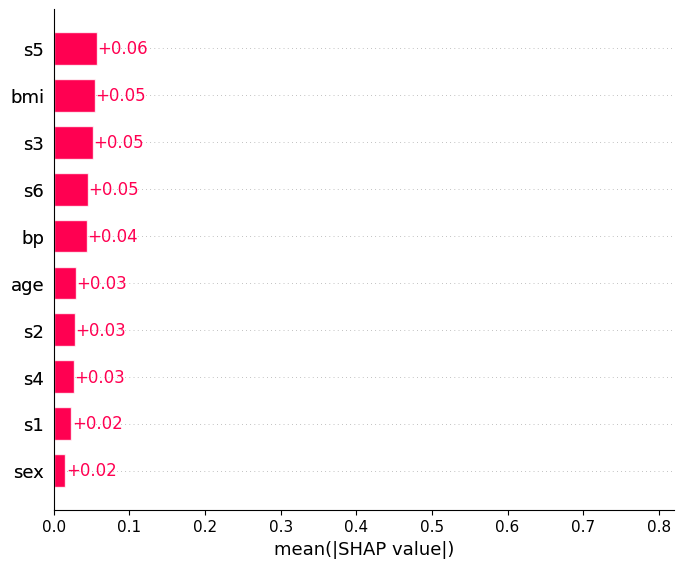 s5 +0.06
bmi +0.05
s3 +0.05
s6 +0.05
bp +0.04
age +0.03
s2 +0.03
s4 +0.03
s1 +0.02
sex +0.02
0.0 0.1 0.2 0.3 0.4 0.5 0.6 0.7 0.8
mean(|SHAP value|)